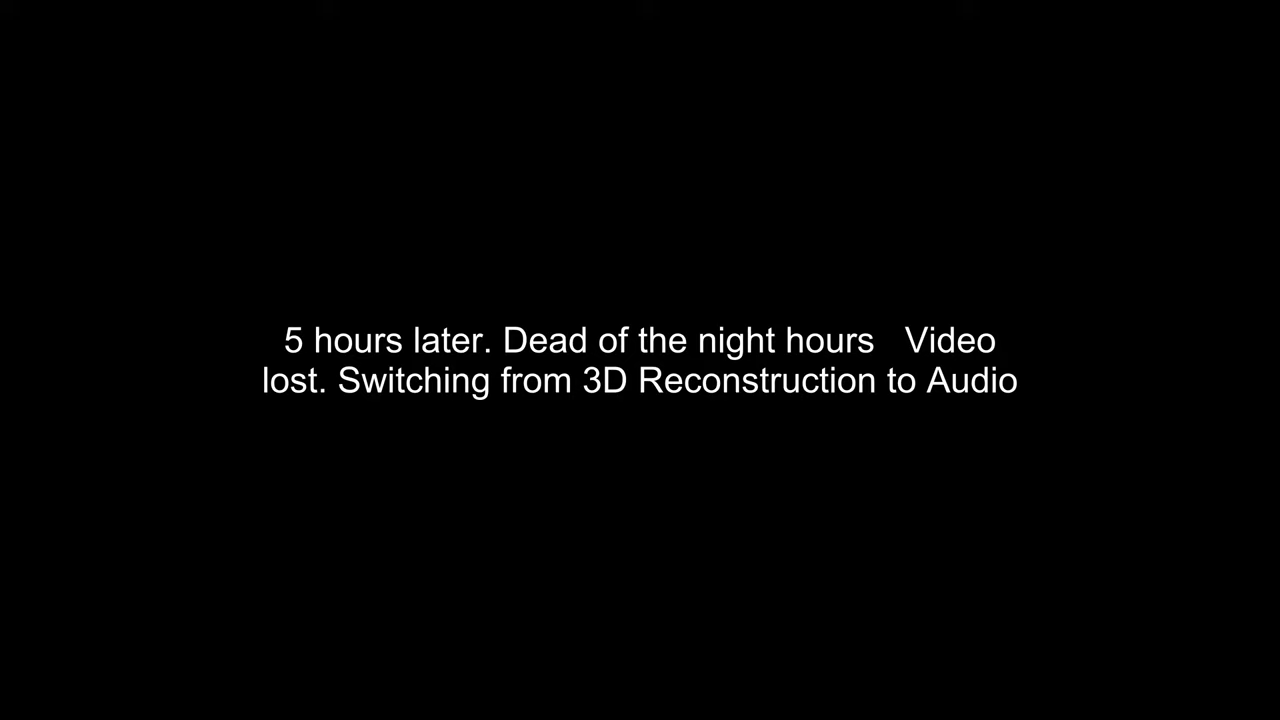 5 hours later. Dead of the night hours   Video
lost. Switching from 3D Reconstruction to Audio